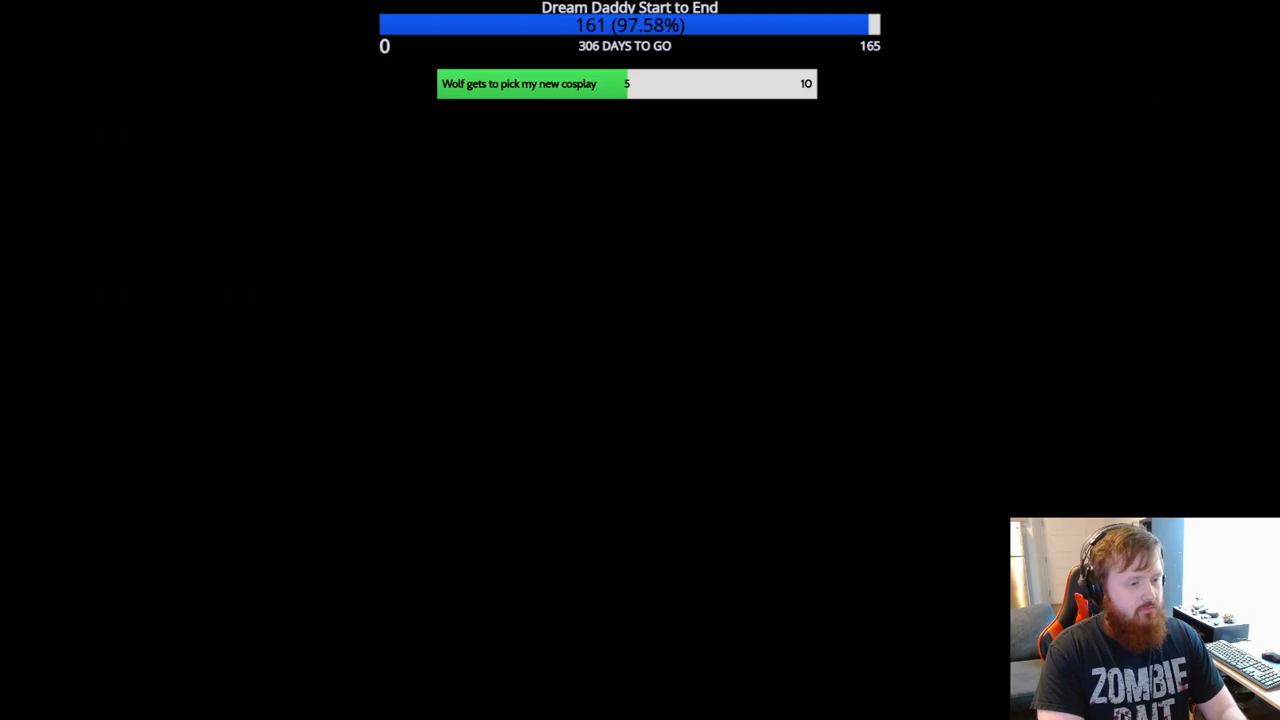 Dream Daddy Start to End
161 (97.58%)
0 306 DAYS TO GO 165
Wolf gets to pick my new cosplay 5 10
ZOMBIE
BAIT